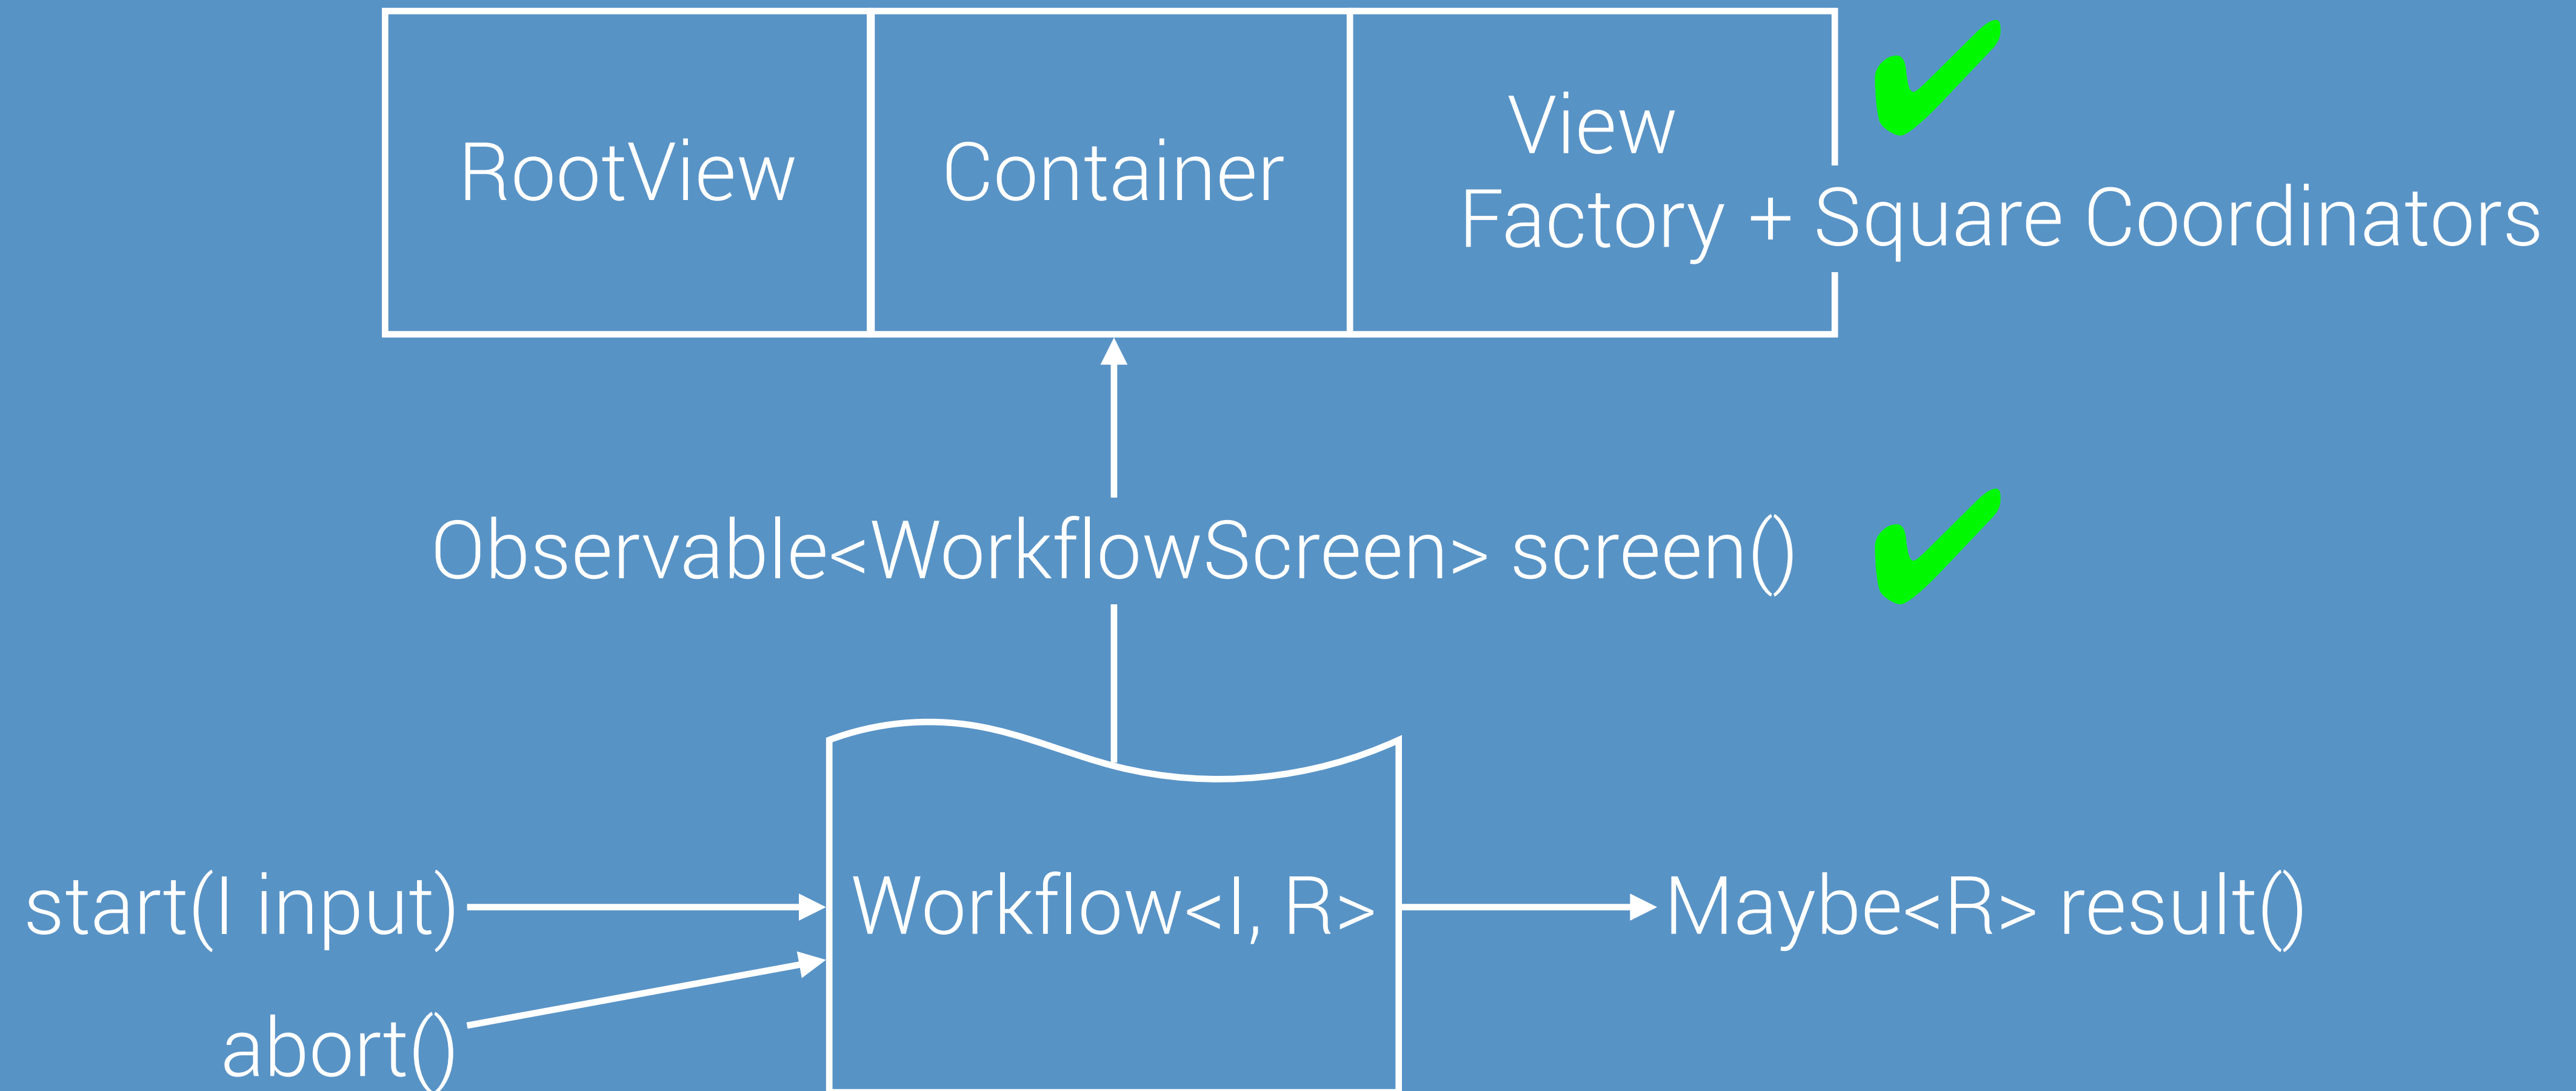 RootView
Container
View
Factory + Square Coordinators
Observable<WorkflowScreen> screen()
start(I input)
Workflow<I, R>
Maybe<R> result()
abort()